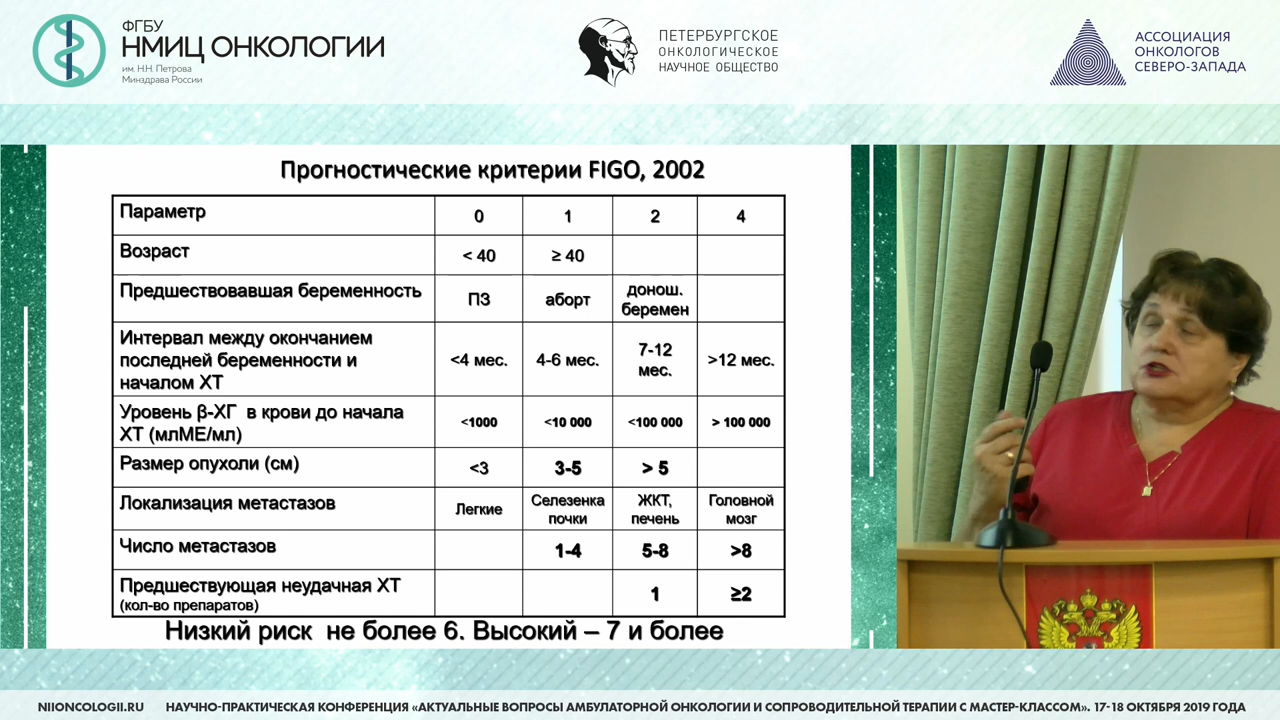 ФГБУ
НМИЦ ОНКОЛОГИИ
им. Н.Н. Петрова
Минздрава России
ПЕТЕРБУРГСКОЕ
ОНКОЛОГИЧЕСКОЕ
НАУЧНОЕ ОБЩЕСТВО
АССОЦИАЦИЯ
ОНКОЛОГОВ
СЕВЕРО-ЗАПАДА
Прогностические критерии FIGO, 2002
Параметр 0 1 2 4
Возраст < 40 ≥ 40
Предшествовавшая беременность ПЗ аборт донош. беремен
Интервал между окончанием
последней беременности и
начала ХТ <4 мес. 4-6 мес. 7-12 мес. >12 мес.
Уровень β-ХГ в крови до начала
ХТ (млМЕ/мл) <1000 <10 000 <100 000 > 100 000
Размер опухоли (см) <3 3-5 > 5
Локализация метастазов Легкие Селезенка почки ЖКТ, печень Головной мозг
Число метастазов 1-4 5-8 >8
Предшествующая неудачная ХТ
(кол-во препаратов) 1 ≥2
Низкий риск не более 6. Высокий – 7 и более
NIIONCOLOGII.RU НАУЧНО-ПРАКТИЧЕСКАЯ КОНФЕРЕНЦИЯ «АКТУАЛЬНЫЕ ВОПРОСЫ АМБУЛАТОРНОЙ ОНКОЛОГИИ И СОПРОВОДИТЕЛЬНОЙ ТЕРАПИИ С МАСТЕР-КЛАССОМ». 17-18 ОКТЯБРЯ 2019 ГОДА